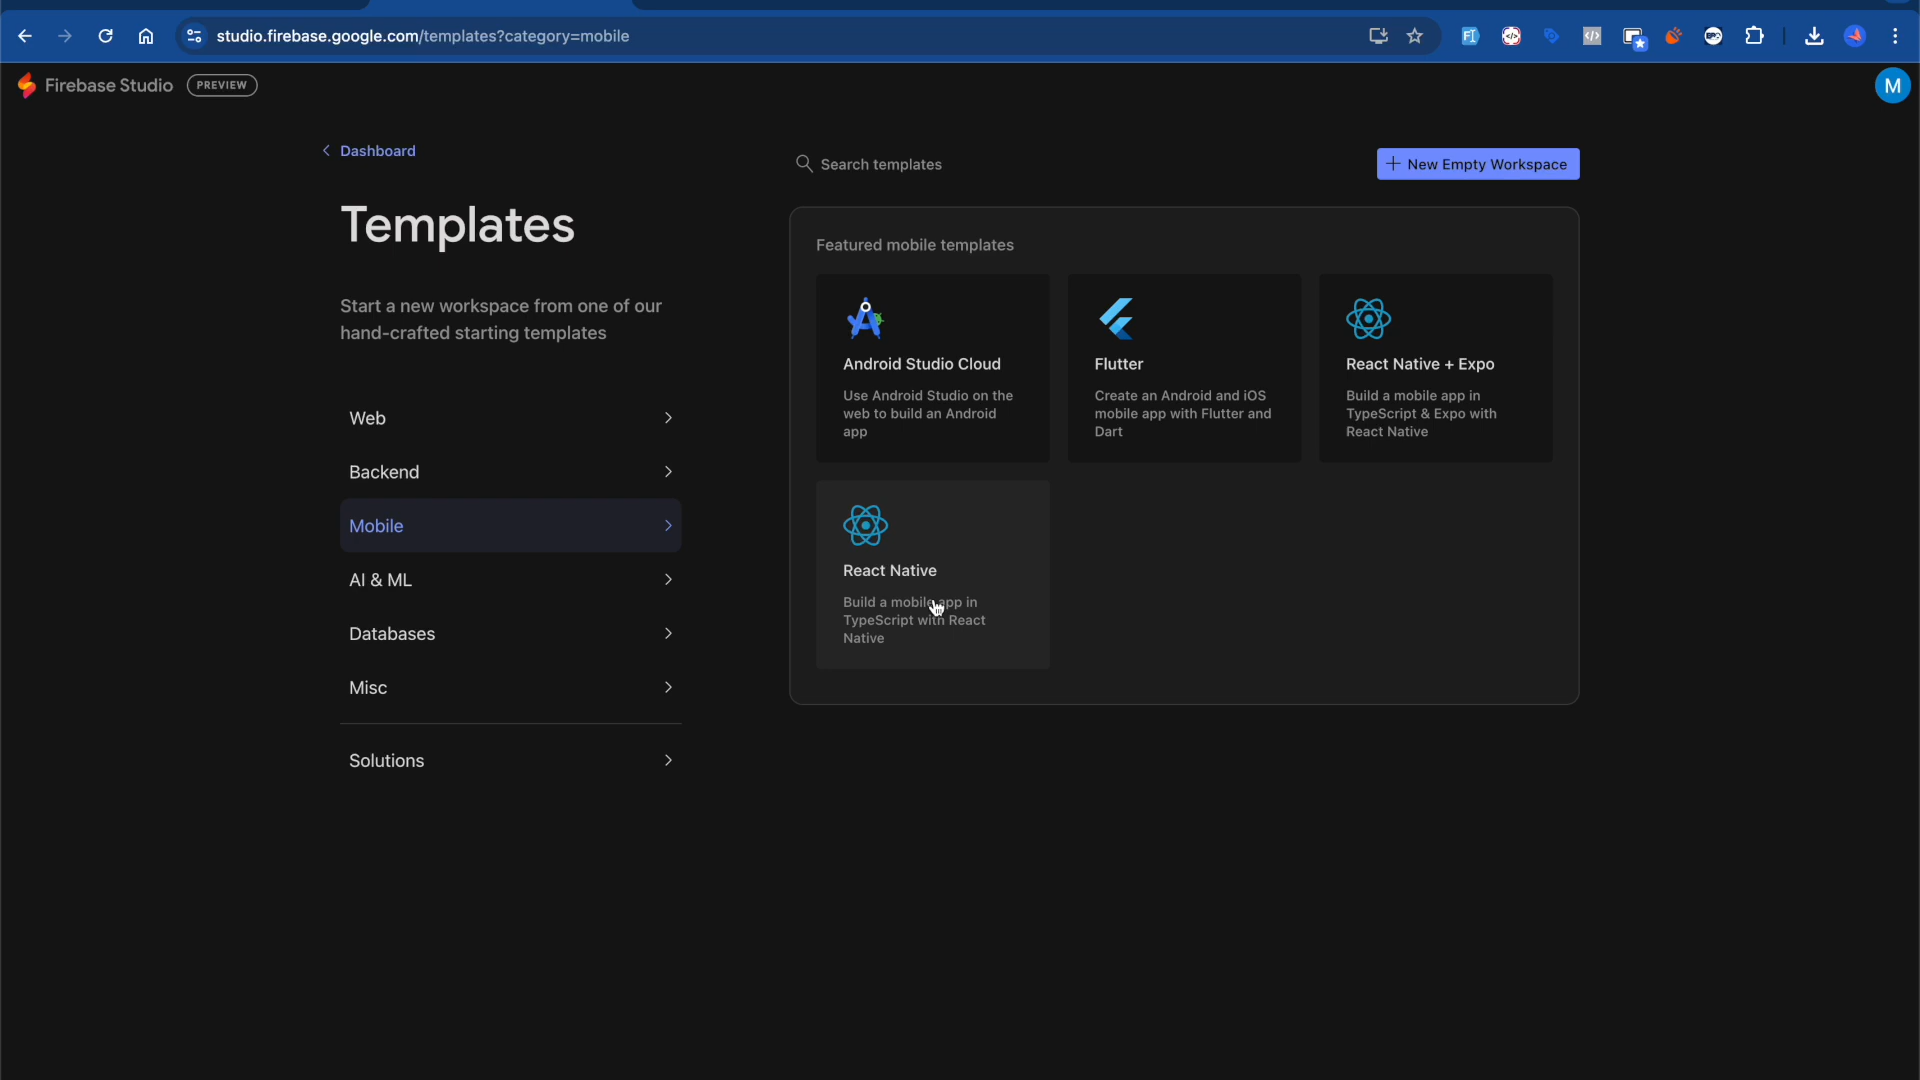 studio.firebase.google.com/templates?category=mobile
Firebase Studio
PREVIEW
M
Dashboard
Templates
Start a new workspace from one of our
hand-crafted starting templates
Web
Backend
Mobile
AI & ML
Databases
Misc
Solutions
Search templates
New Empty Workspace
Featured mobile templates
Android Studio Cloud
Use Android Studio on the
web to build an Android
app
Flutter
Create an Android and iOS
mobile app with Flutter and
Dart
React Native + Expo
Build a mobile app in
TypeScript & Expo with
React Native
React Native
Build a mobile app in
TypeScript with React
Native